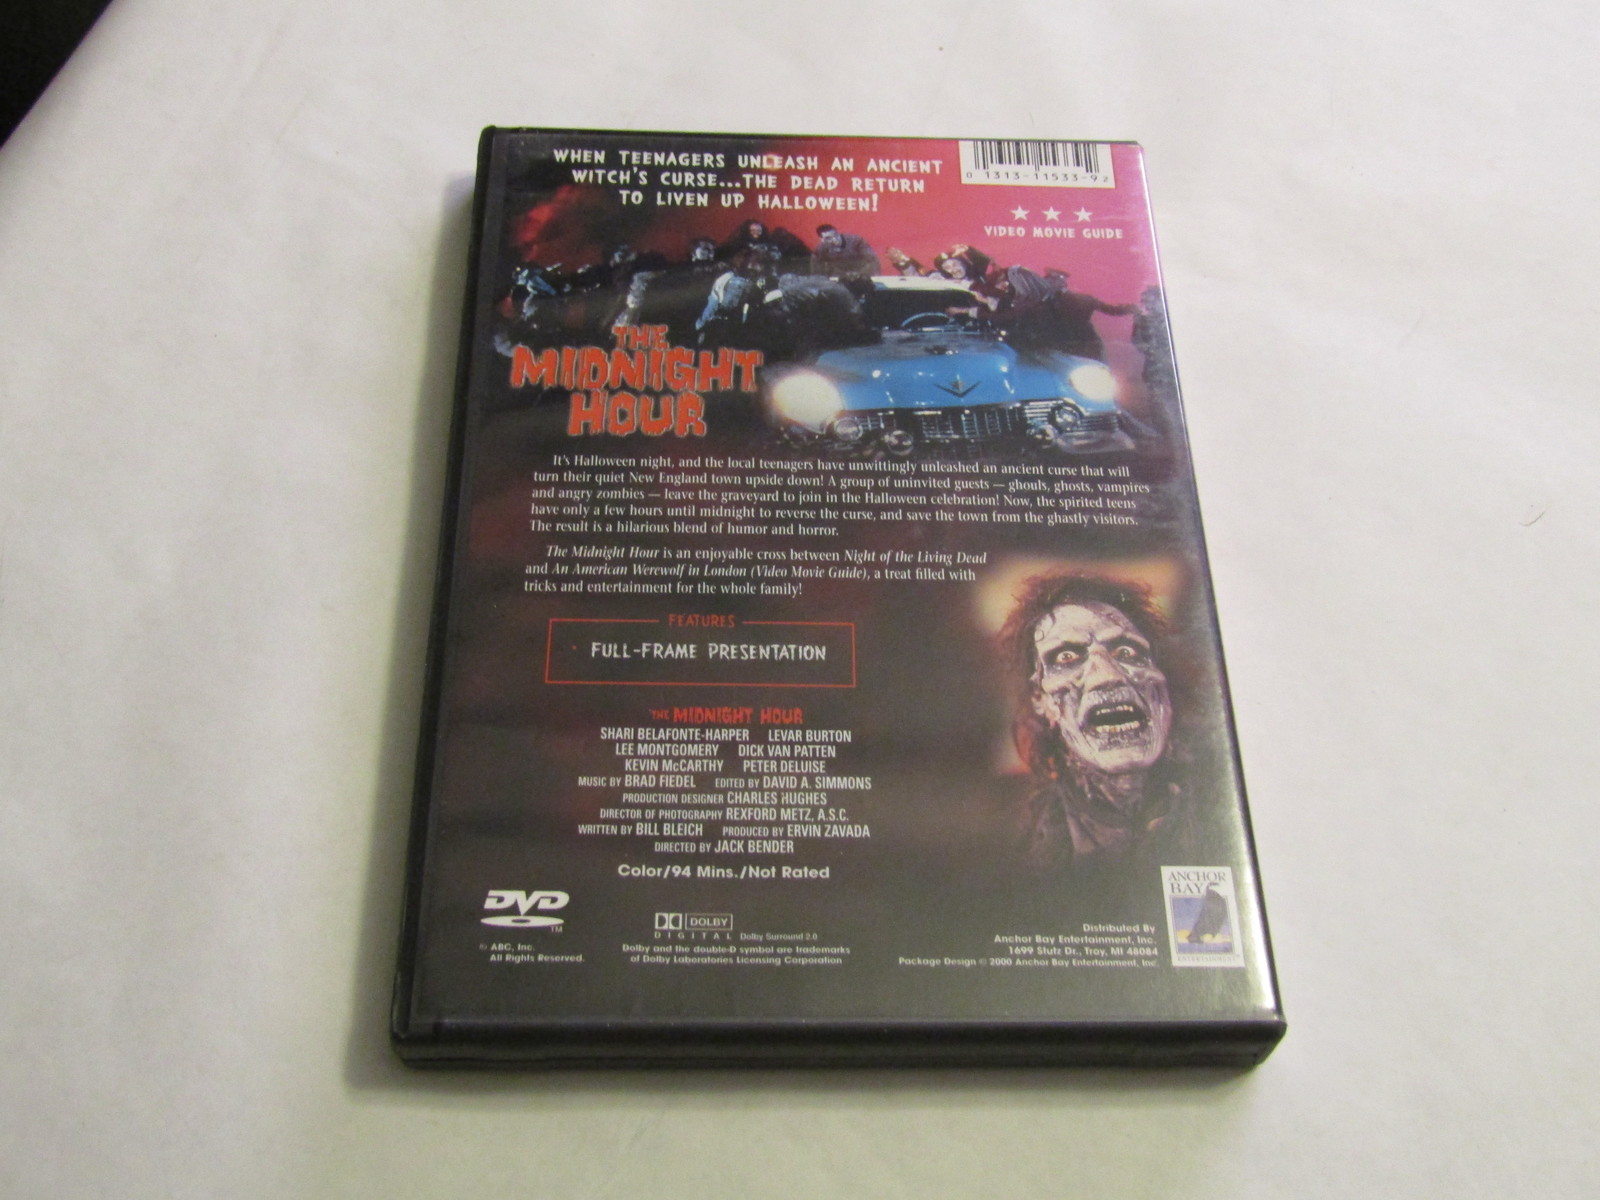 WHEN TEENAGERS UNLEASH AN ANCIENT
WITCH'S CURSE...THE DEAD RETURN
TO LIVEN UP HALLOWEEN!
0 1313-11533-9 2
VIDEO MOVIE GUIDE
THE
MIDNIGHT
HOUR
It's Halloween night, and the local teenagers have unwittingly unleashed an ancient curse that will
turn their quiet New England town upside down! A group of uninvited guests — ghouls, ghosts, vampires
and angry zombies — leave the graveyard to join in the Halloween celebration! Now, the spirited teens
have only a few hours until midnight to reverse the curse, and save the town from the ghastly visitors.
The result is a hilarious blend of humor and horror.
The Midnight Hour is an enjoyable cross between Night of the Living Dead
and An American Werewolf in London (Video Movie Guide), a treat filled with
tricks and entertainment for the whole family!
FEATURES
FULL-FRAME PRESENTATION
THE MIDNIGHT HOUR
SHARI BELAFONTE-HARPER LEVAR BURTON
LEE MONTGOMERY DICK VAN PATTEN
KEVIN McCARTHY PETER DELUISE
MUSIC BY BRAD FIEDEL EDITED BY DAVID A. SIMMONS
PRODUCTION DESIGNER CHARLES HUGHES
DIRECTOR OF PHOTOGRAPHY REXFORD METZ, A.S.C.
WRITTEN BY BILL BLEICH PRODUCED BY ERVIN ZAVADA
DIRECTED BY JACK BENDER
Color/94 Mins./Not Rated
DVD
TM
© ABC, Inc.
All Rights Reserved.
DOLBY
DIGITAL Dolby Surround 2.0
Dolby and the double-D symbol are trademarks
of Dolby Laboratories Licensing Corporation
Distributed By
Anchor Bay Entertainment, Inc.
1699 Stutz Dr., Troy, MI 48084
Package Design © 2000 Anchor Bay Entertainment, Inc.
ANCHOR
BAY
ENTERTAINMENT